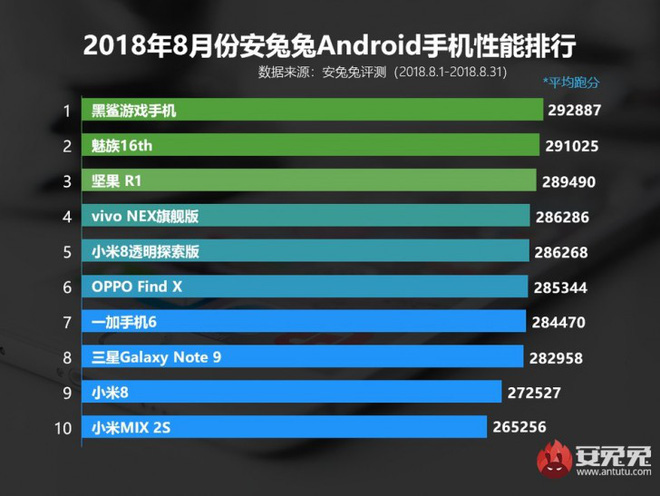 2018年8月份安兔兔Android手机性能排行
数据来源：安兔兔评测（2018.8.1-2018.8.31）
*平均跑分
1 黑鲨游戏手机 292887
2 魅族16th 291025
3 坚果 R1 289490
4 vivo NEX旗舰版 286286
5 小米8透明探索版 286268
6 OPPO Find X 285344
7 一加手机6 284470
8 三星Galaxy Note 9 282958
9 小米8 272527
10 小米MIX 2S 265256
安兔兔
www.antutu.com